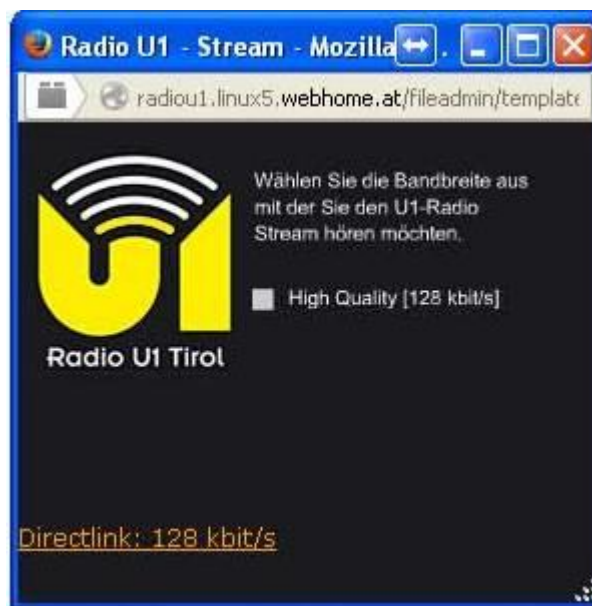 Radio U1 - Stream - Mozilla
radiou1.linux5.webhome.at/fileadmin/template
Wählen Sie die Bandbreite aus
mit der Sie den U1-Radio
Stream hören möchten.
High Quality [128 kbit/s]
U1
Radio U1 Tirol
Directlink: 128 kbit/s